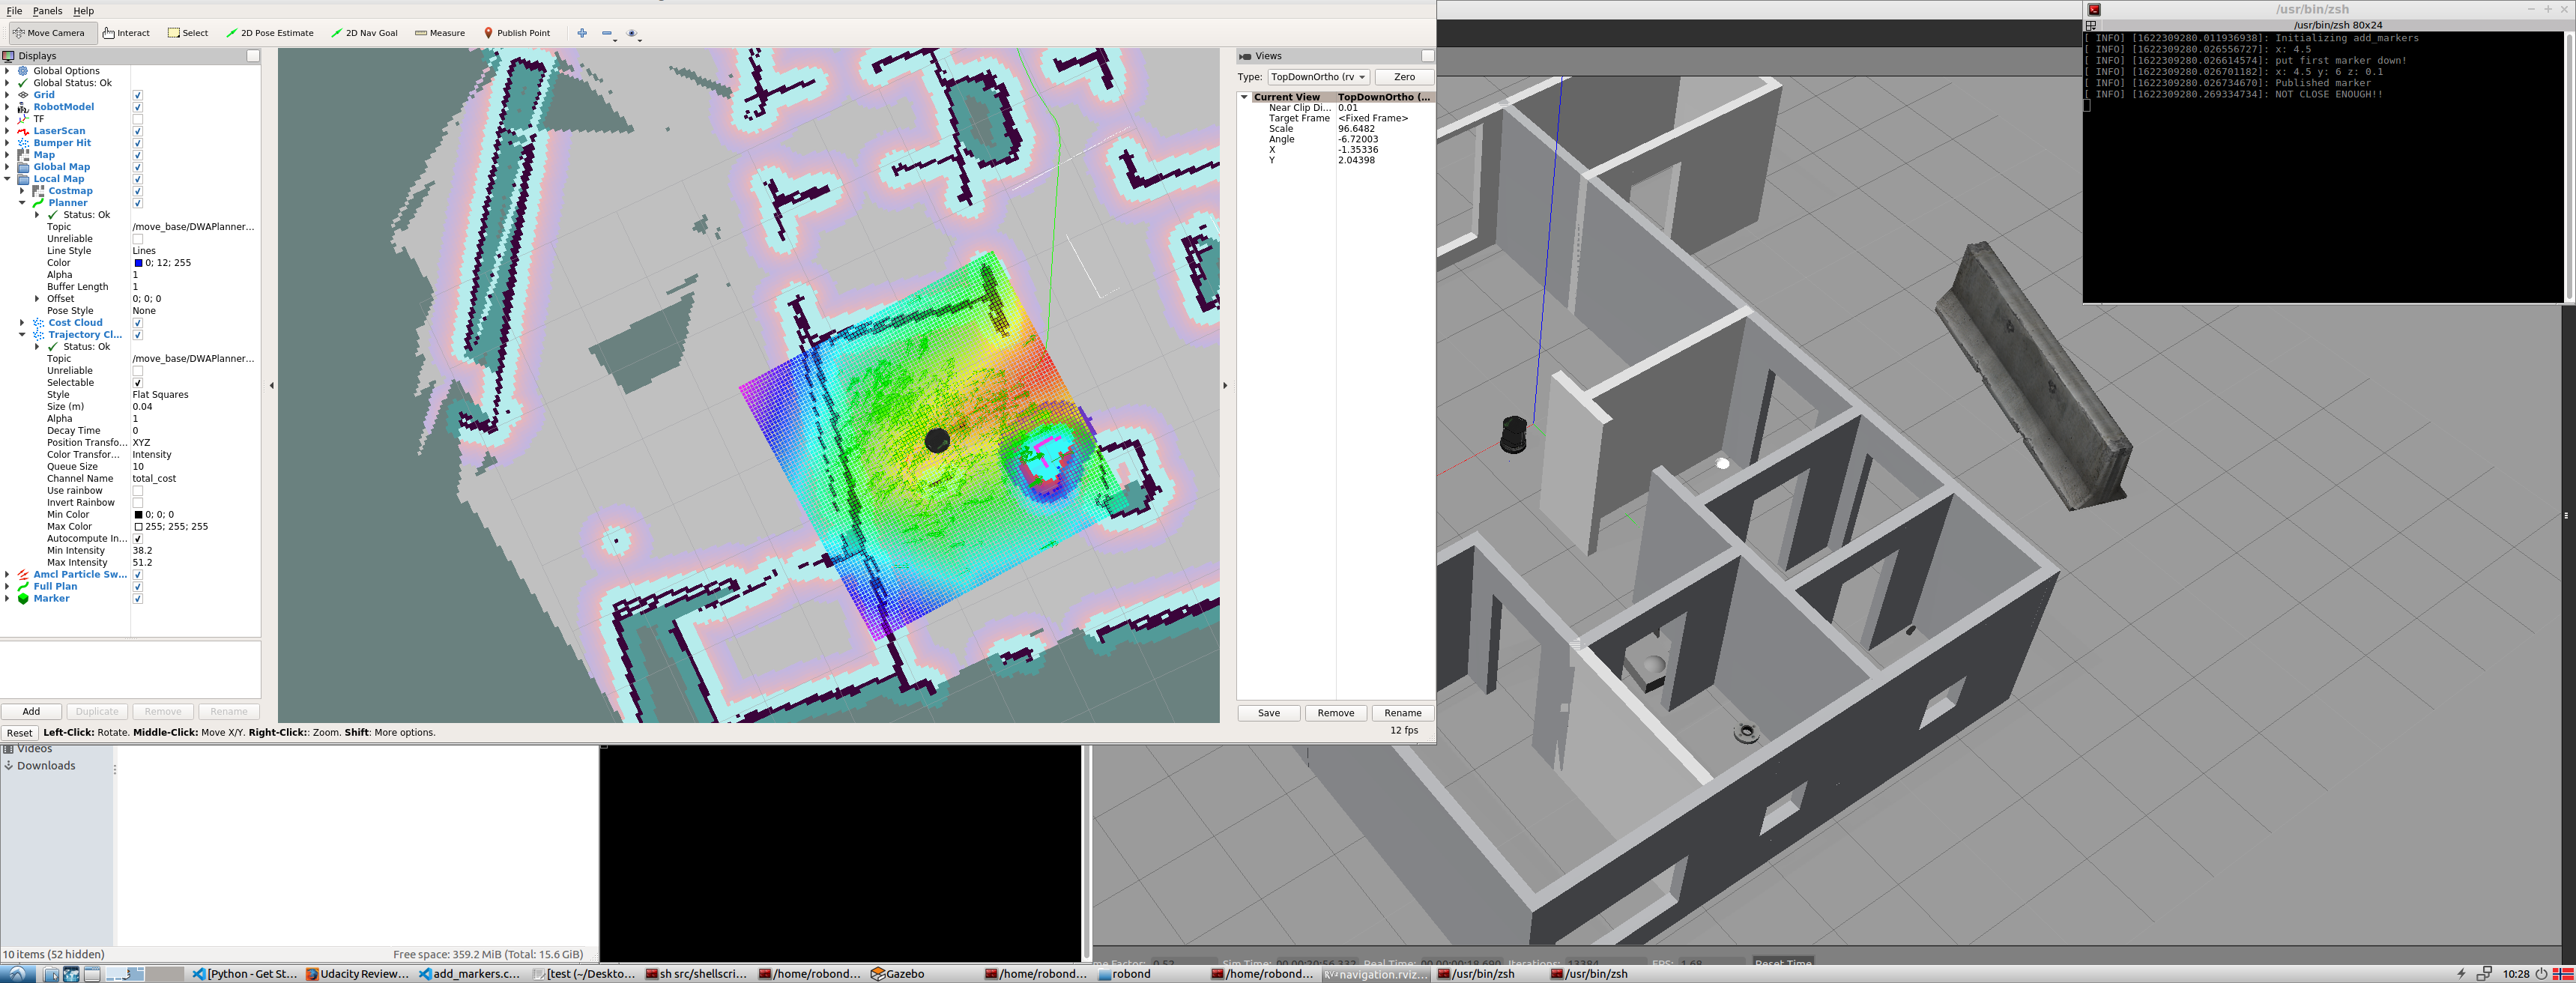 File Panels Help
Move Camera Interact Select 2D Pose Estimate 2D Nav Goal Measure Publish Point
Displays
Global Options
Global Status: Ok
Grid
RobotModel
TF
LaserScan
Bumper Hit
Map
Global Map
Local Map
Costmap
Planner
Status: Ok
Topic /move_base/DWAPlanner...
Unreliable
Line Style Lines
Color 0; 12; 255
Alpha 1
Buffer Length 1
Offset 0; 0; 0
Pose Style None
Cost Cloud
Trajectory Cl...
Status: Ok
Topic /move_base/DWAPlanner...
Unreliable
Selectable
Style Flat Squares
Size (m) 0.04
Alpha 1
Decay Time 0
Position Transfo... XYZ
Color Transfor... Intensity
Queue Size 10
Channel Name total_cost
Use rainbow
Invert Rainbow
Min Color 0; 0; 0
Max Color 255; 255; 255
Autocompute In...
Min Intensity 38.2
Max Intensity 51.2
Amcl Particle Sw...
Full Plan
Marker
Add Duplicate Remove Rename
Reset Left-Click: Rotate. Middle-Click: Move X/Y. Right-Click:: Zoom. Shift: More options.
Views
Type: TopDownOrtho (rv Zero
Current View TopDownOrtho (...
Near Clip Di... 0.01
Target Frame <Fixed Frame>
Scale 96.6482
Angle -6.72003
X -1.35336
Y 2.04398
Save Remove Rename
12 fps
/usr/bin/zsh
/usr/bin/zsh 80x24
[ INFO] [1622309280.011936938]: Initializing add_markers
[ INFO] [1622309280.026556727]: x: 4.5
[ INFO] [1622309280.026614574]: put first marker down!
[ INFO] [1622309280.026701182]: x: 4.5 y: 6 z: 0.1
[ INFO] [1622309280.026734670]: Published marker
[ INFO] [1622309280.269334734]: NOT CLOSE ENOUGH!!
Videos
Downloads
10 items (52 hidden) Free space: 359.2 MiB (Total: 15.6 GiB)
[Python - Get St... Udacity Review... add_markers.c... [test (~/Deskto... sh src/shellscri... /home/robond... Gazebo /home/robond... robond /home/robond... navigation.rviz... /usr/bin/zsh /usr/bin/zsh 10:28